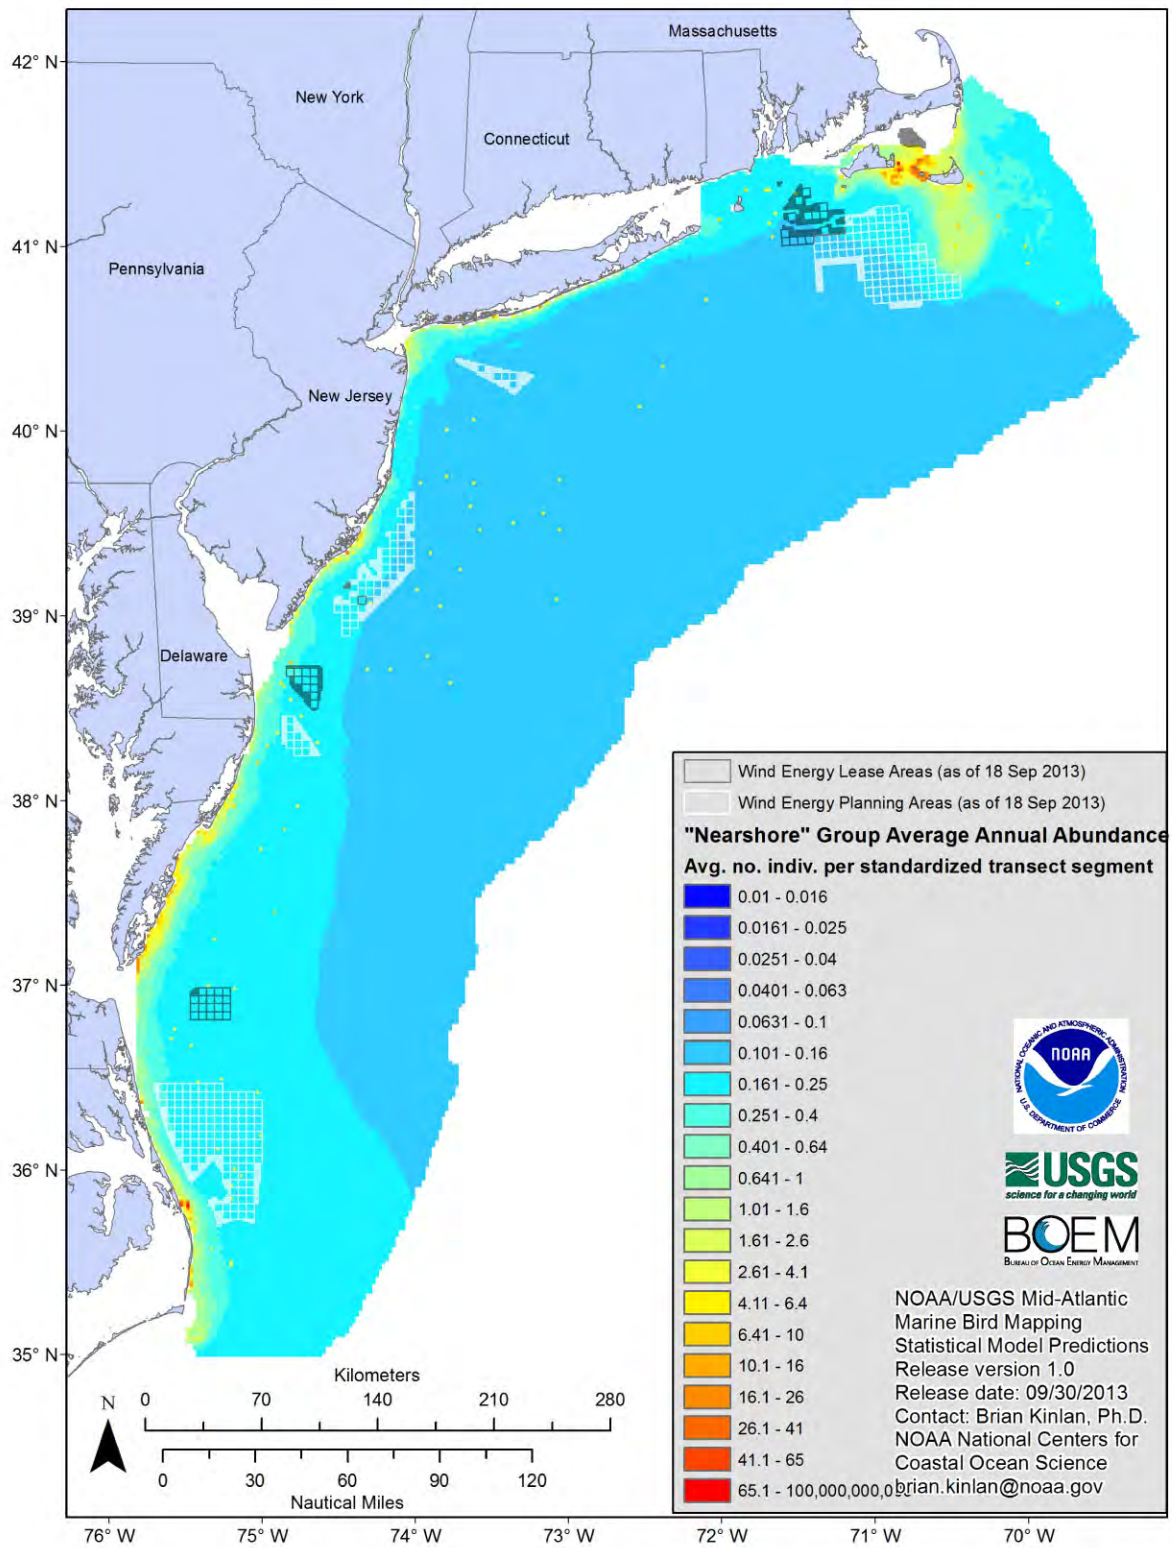 42° N
41° N
40° N
39° N
38° N
37° N
36° N
35° N
Massachusetts
New York
Connecticut
Pennsylvania
New Jersey
Delaware
Wind Energy Lease Areas (as of 18 Sep 2013)
Wind Energy Planning Areas (as of 18 Sep 2013)
"Nearshore" Group Average Annual Abundance
Avg. no. indiv. per standardized transect segment
0.01 - 0.016
0.0161 - 0.025
0.0251 - 0.04
0.0401 - 0.063
0.0631 - 0.1
0.101 - 0.16
0.161 - 0.25
0.251 - 0.4
0.401 - 0.64
0.641 - 1
1.01 - 1.6
1.61 - 2.6
2.61 - 4.1
4.11 - 6.4
6.41 - 10
10.1 - 16
16.1 - 26
26.1 - 41
41.1 - 65
65.1 - 100,000,000,0
NATIONAL OCEANIC AND ATMOSPHERIC ADMINISTRATION
NOAA
U.S. DEPARTMENT OF COMMERCE
USGS
science for a changing world
BOEM
BUREAU OF OCEAN ENERGY MANAGEMENT
NOAA/USGS Mid-Atlantic
Marine Bird Mapping
Statistical Model Predictions
Release version 1.0
Release date: 09/30/2013
Contact: Brian Kinlan, Ph.D.
NOAA National Centers for
Coastal Ocean Science
brian.kinlan@noaa.gov
Kilometers
N
0 70 140 210 280
0 30 60 90 120
Nautical Miles
76° W 75° W 74° W 73° W 72° W 71° W 70° W